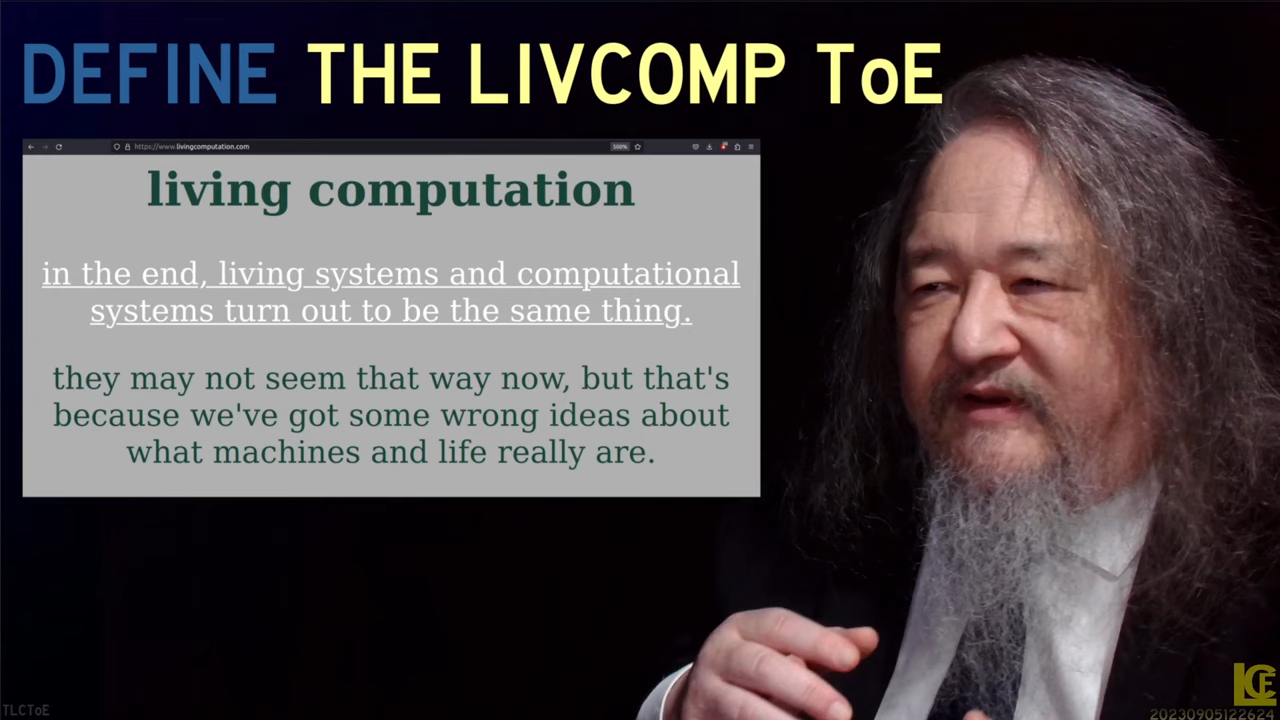 DEFINE THE LIVCOMP ToE
https://www.livingcomputation.com
300%
living computation
in the end, living systems and computational
systems turn out to be the same thing.
they may not seem that way now, but that's
because we've got some wrong ideas about
what machines and life really are.
TLCToE
20230905122624